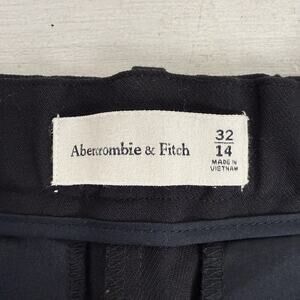 Abercrombie & Fitch
32
14
MADE IN
VIETNAM